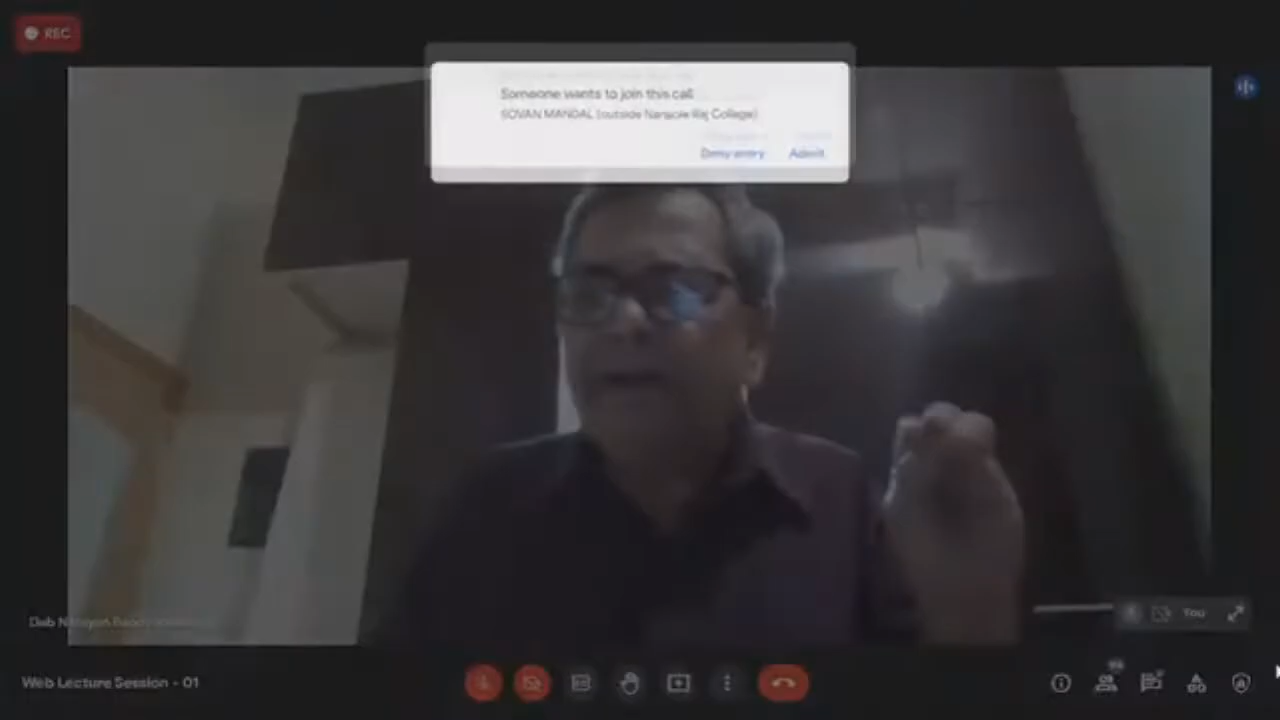 REC
Someone wants to join this call
SOVAN MANDAL (outside Narajole Raj College)
Deny entry Admit
You
Web Lecture Session - 01